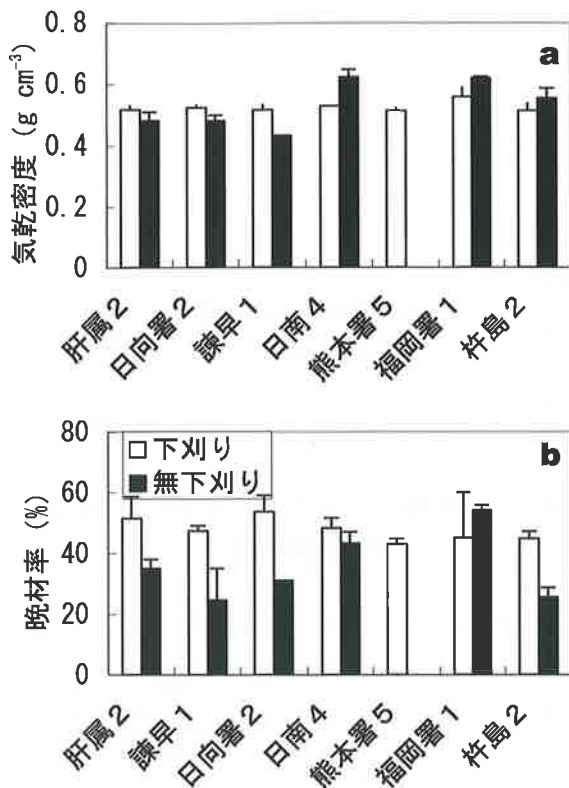 0.8
0.6
0.4
0.2
0
気乾密度 (g cm⁻³)
a
肝属2
日向署2
諫早1
日南4
熊本署5
福岡署1
杵島2
80
60
40
20
0
晩材率 (%)
b
下刈り
無下刈り
肝属2
諫早1
日向署2
日南4
熊本署5
福岡署1
杵島2